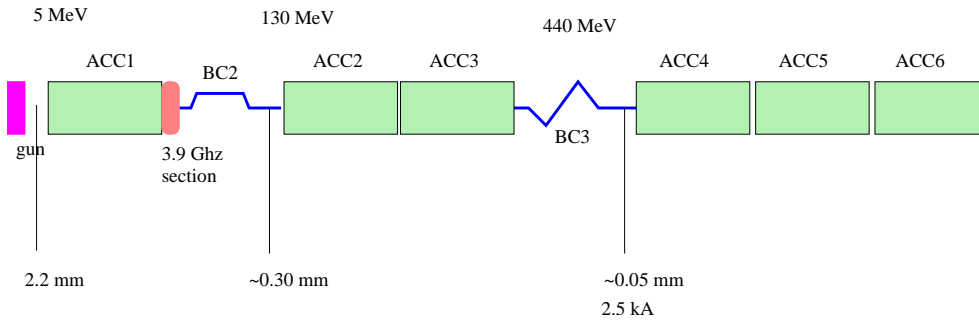 5 MeV
130 MeV
440 MeV
ACC1
BC2
ACC2
ACC3
ACC4
ACC5
ACC6
gun
3.9 Ghz
section
BC3
2.2 mm
~0.30 mm
~0.05 mm
2.5 kA